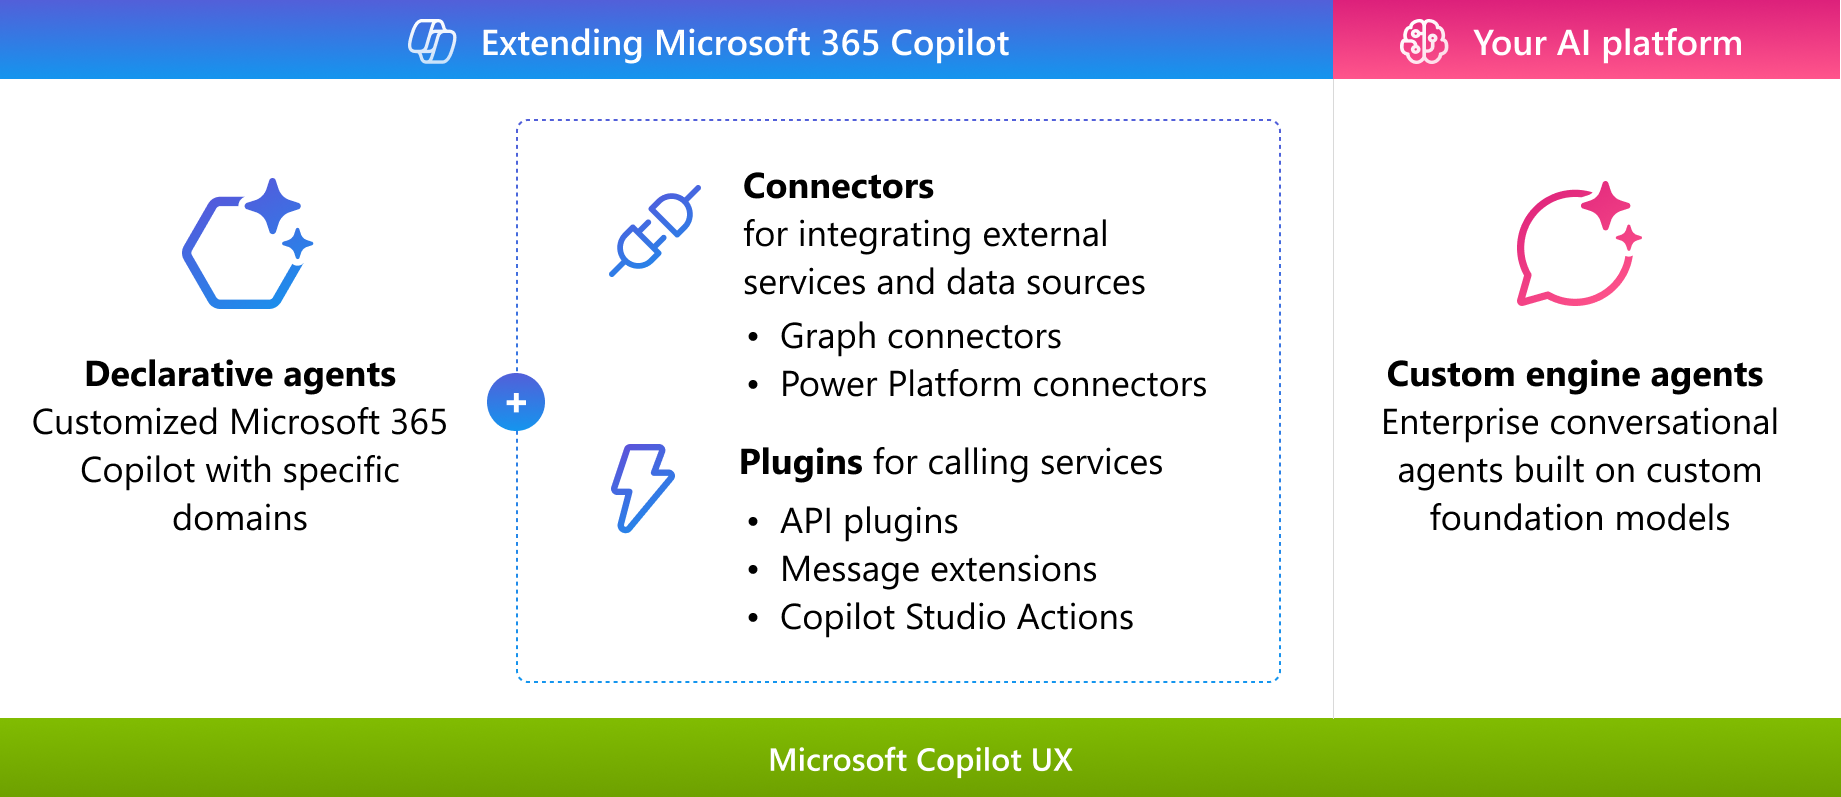 Extending Microsoft 365 Copilot
Your AI platform
Declarative agents
Customized Microsoft 365
Copilot with specific
domains
+
Connectors
for integrating external
services and data sources
• Graph connectors
• Power Platform connectors
Plugins for calling services
• API plugins
• Message extensions
• Copilot Studio Actions
Custom engine agents
Enterprise conversational
agents built on custom
foundation models
Microsoft Copilot UX